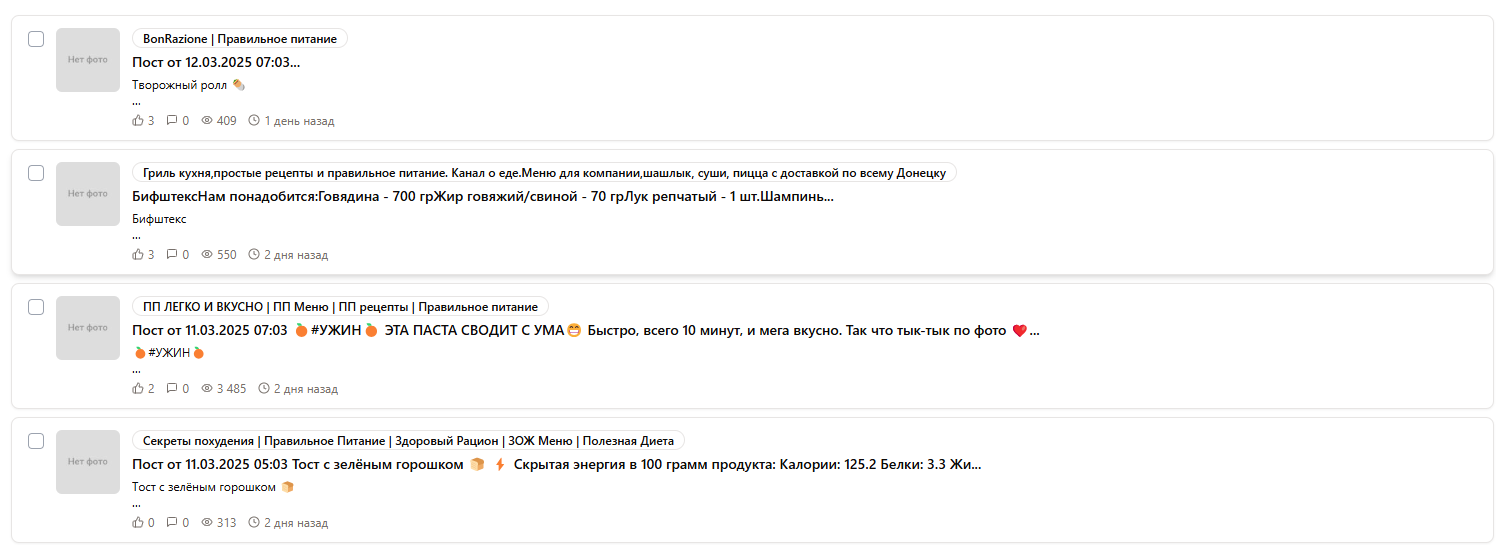 Нет фото
BonRazione | Правильное питание
Пост от 12.03.2025 07:03...
Творожный ролл 🌯
...
3 0 409 1 день назад
Нет фото
Гриль кухня,простые рецепты и правильное питание. Канал о еде.Меню для компании,шашлык, суши, пицца с доставкой по всему Донецку
БифштексНам понадобится:Говядина - 700 грЖир говяжий/свиной - 70 грЛук репчатый - 1 шт.Шампинь...
Бифштекс
...
3 0 550 2 дня назад
Нет фото
ПП ЛЕГКО И ВКУСНО | ПП Меню | ПП рецепты | Правильное питание
Пост от 11.03.2025 07:03 🍊#УЖИН🍊 ЭТА ПАСТА СВОДИТ С УМА😁 Быстро, всего 10 минут, и мега вкусно. Так что тык-тык по фото ❤️...
🍊#УЖИН🍊
...
2 0 3 485 2 дня назад
Нет фото
Секреты похудения | Правильное Питание | Здоровый Рацион | ЗОЖ Меню | Полезная Диета
Пост от 11.03.2025 05:03 Тост с зелёным горошком 🍞 ⚡ Скрытая энергия в 100 грамм продукта: Калории: 125.2 Белки: 3.3 Жи...
Тост с зелёным горошком 🍞
...
0 0 313 2 дня назад